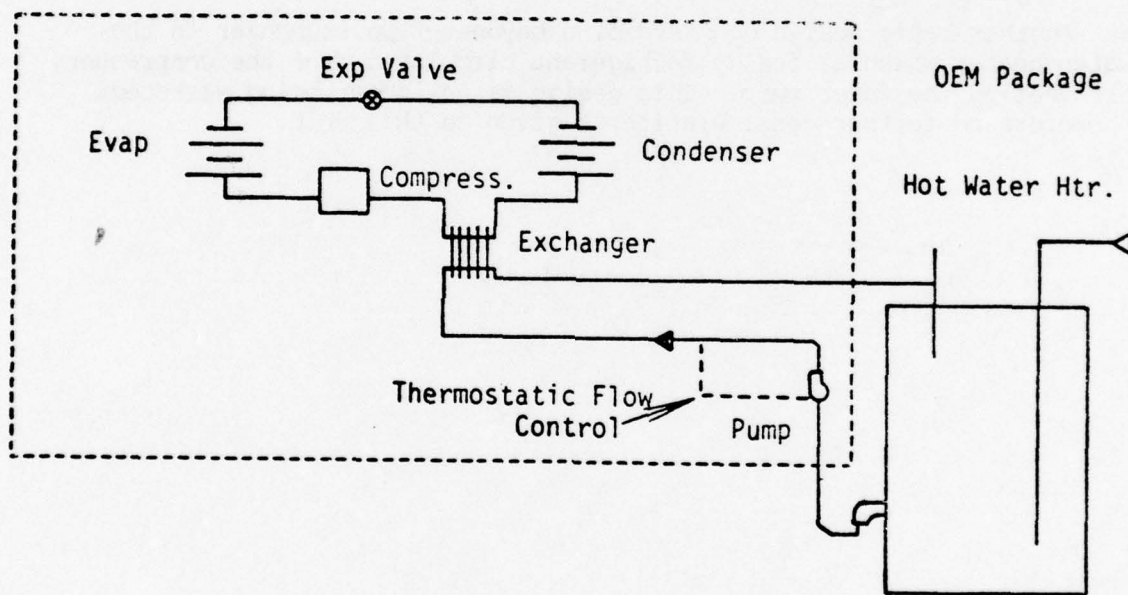 Exp Valve
OEM Package
Evap
Condenser
Compress.
Hot Water Htr.
Exchanger
Thermostatic Flow
Control
Pump